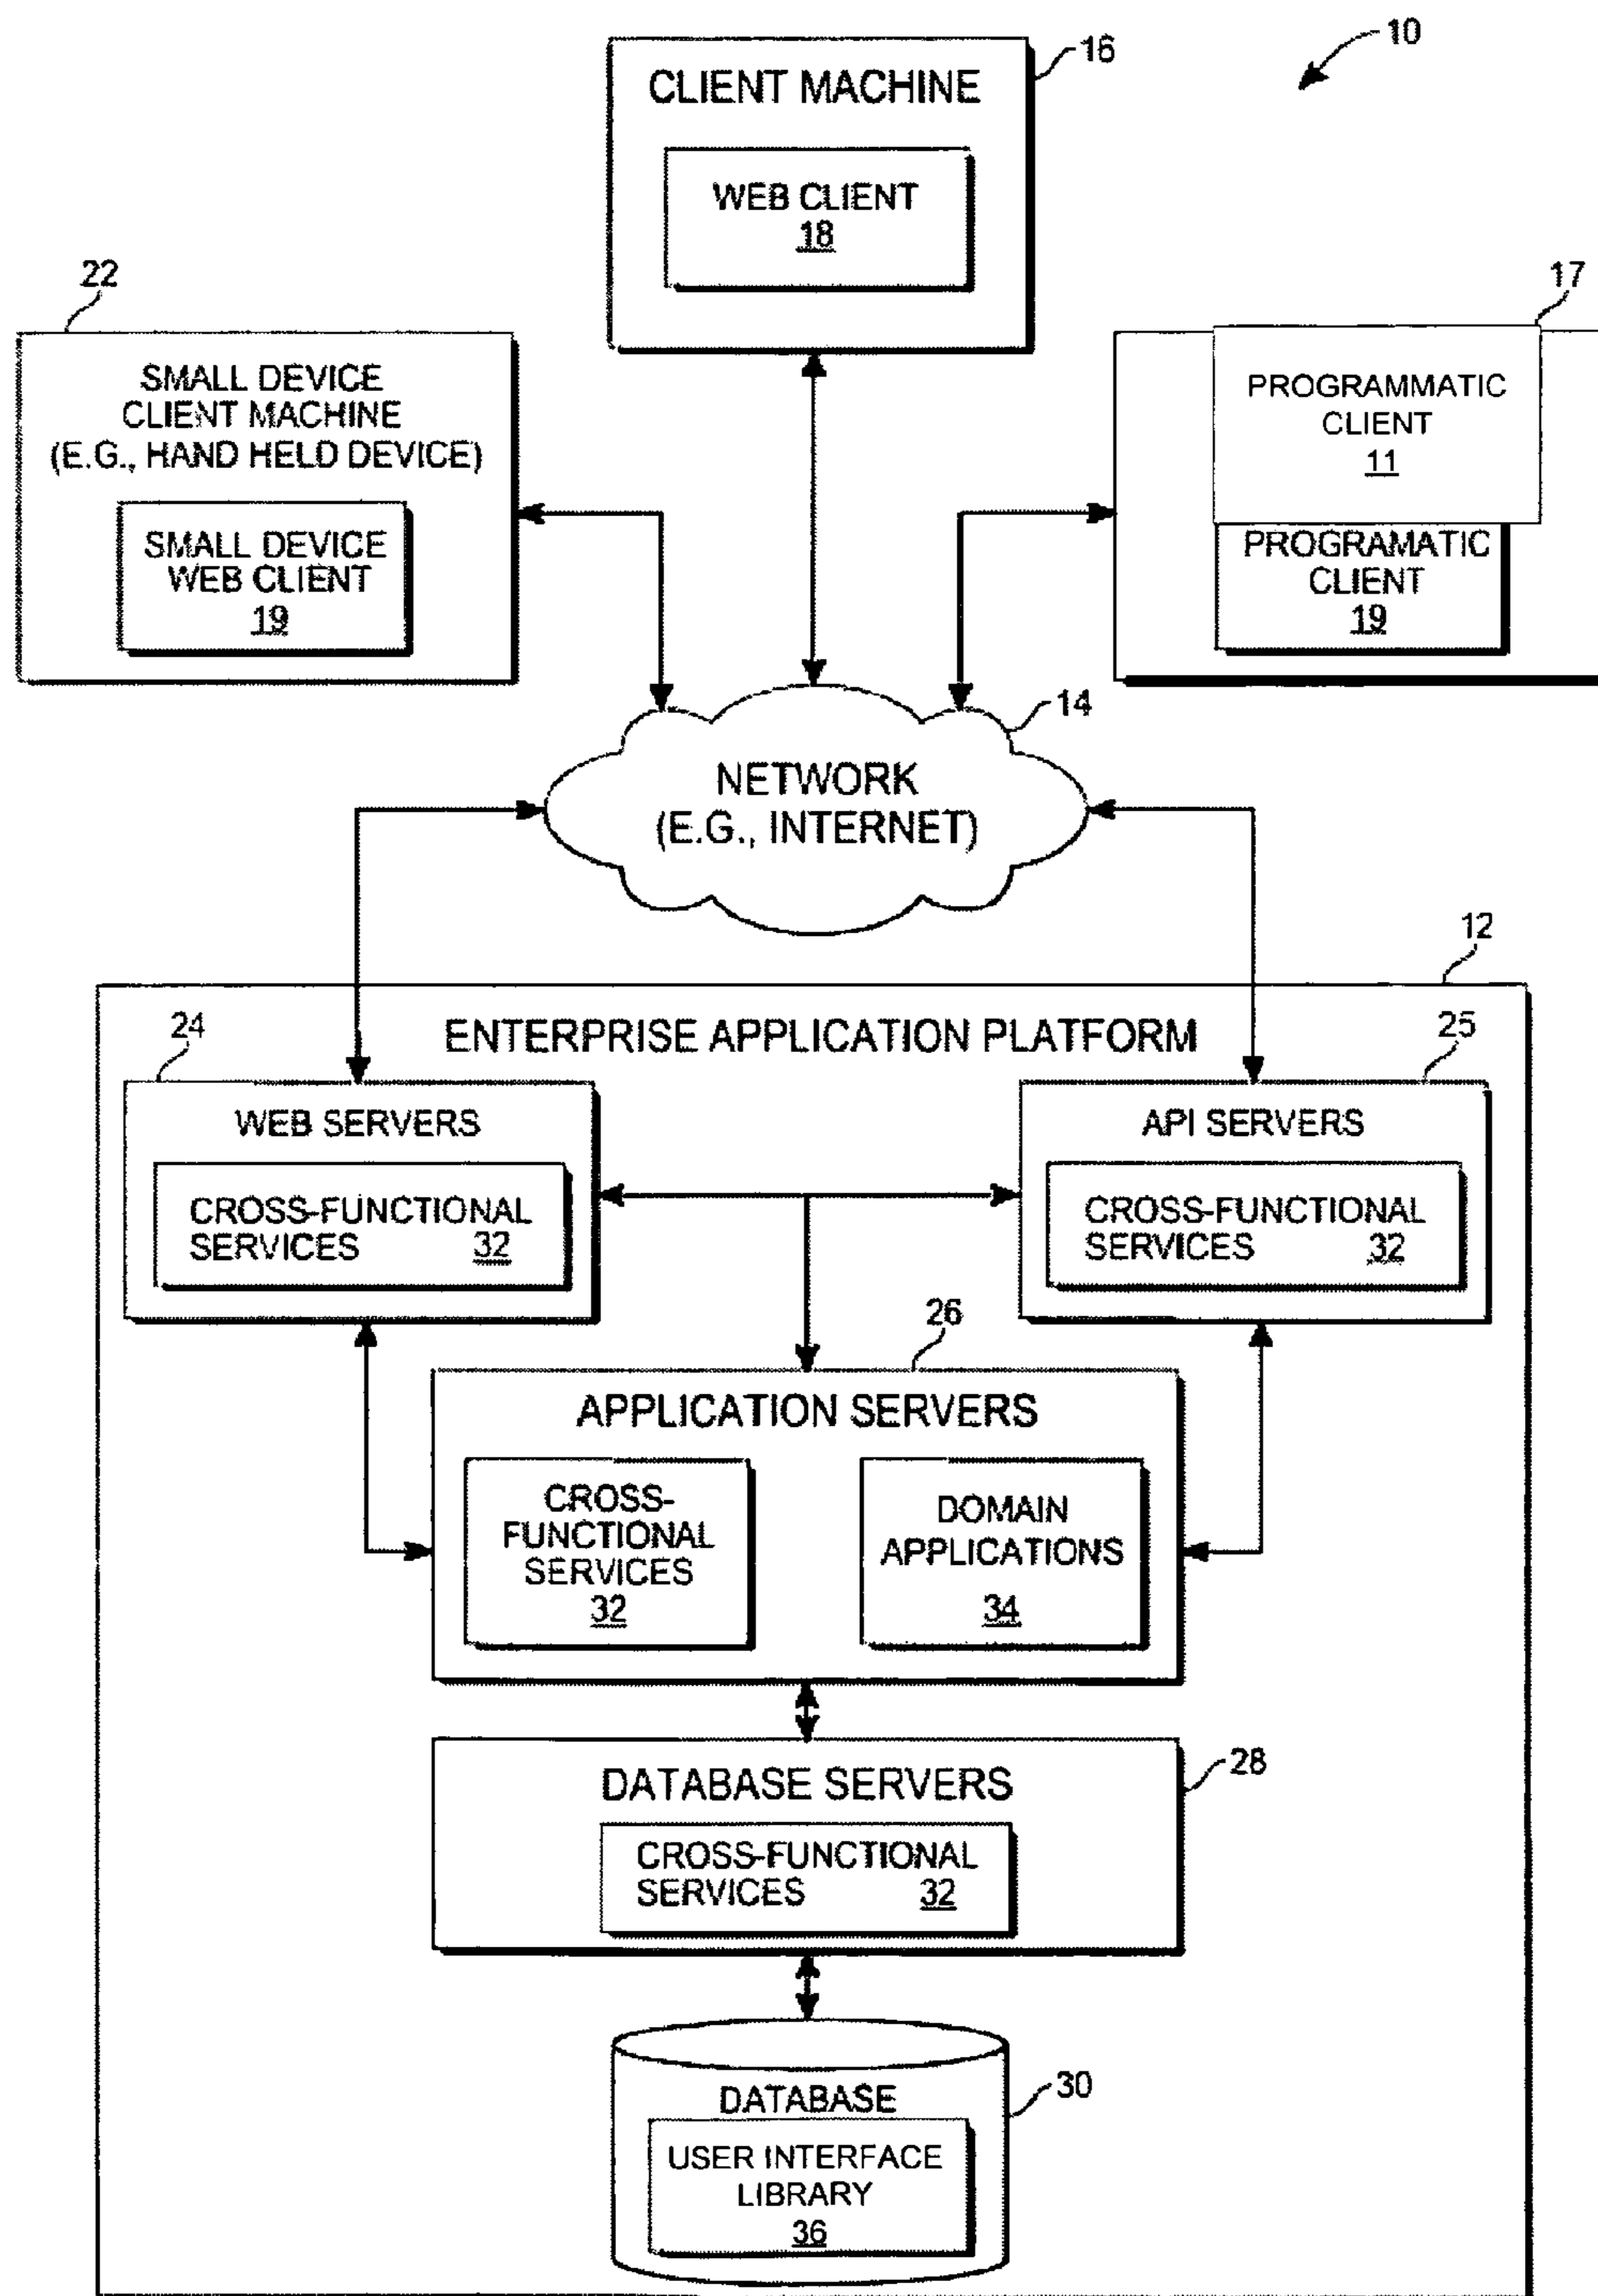 10
16
CLIENT MACHINE
WEB CLIENT
18
22
SMALL DEVICE
CLIENT MACHINE
(E.G., HAND HELD DEVICE)
SMALL DEVICE
WEB CLIENT
19
17
PROGRAMMATIC
CLIENT
11
PROGRAMATIC
CLIENT
19
14
NETWORK
(E.G., INTERNET)
12
ENTERPRISE APPLICATION PLATFORM
24
WEB SERVERS
CROSS-FUNCTIONAL
SERVICES 32
25
API SERVERS
CROSS-FUNCTIONAL
SERVICES 32
26
APPLICATION SERVERS
CROSS-
FUNCTIONAL
SERVICES
32
DOMAIN
APPLICATIONS
34
28
DATABASE SERVERS
CROSS-FUNCTIONAL
SERVICES 32
30
DATABASE
USER INTERFACE
LIBRARY
36